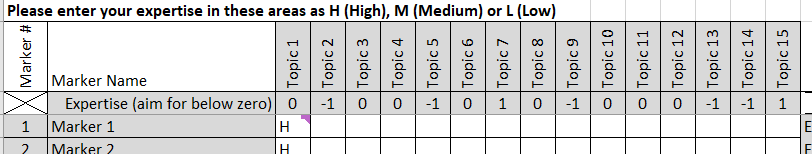 Please enter your expertise in these areas as H (High), M (Medium) or L (Low)
Marker # Marker Name Topic 1 Topic 2 Topic 3 Topic 4 Topic 5 Topic 6 Topic 7 Topic 8 Topic 9 Topic 10 Topic 11 Topic 12 Topic 13 Topic 14 Topic 15
Expertise (aim for below zero) 0 -1 0 0 -1 0 1 0 -1 0 0 0 -1 -1 1
1 Marker 1 H
2 Marker 2 H